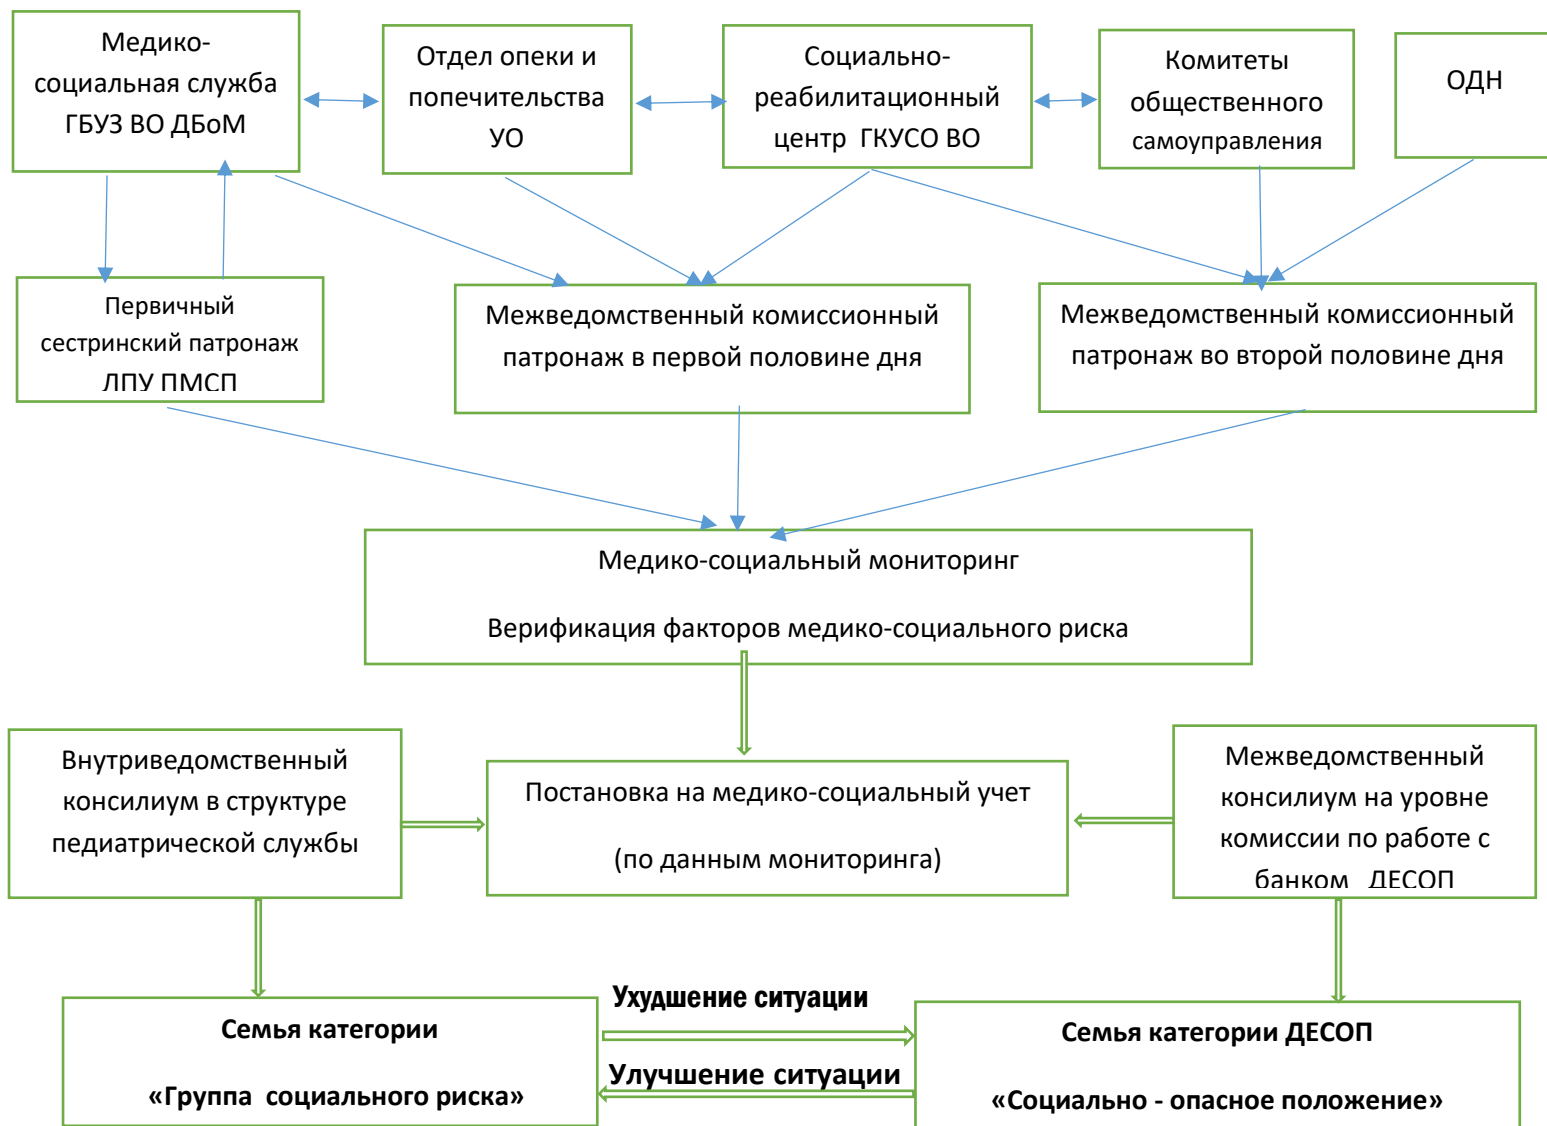 Медико-
социальная служба
ГБУЗ ВО ДБоМ
Отдел опеки и
попечительства
УО
Социально-
реабилитационный
центр ГКУСО ВО
Комитеты
общественного
самоуправления
ОДН
Первичный
сестринский патронаж
ЛПУ ПМСП
Межведомственный комиссионный
патронаж в первой половине дня
Межведомственный комиссионный
патронаж во второй половине дня
Медико-социальный мониторинг
Верификация факторов медико-социального риска
Внутриведомственный
консилиум в структуре
педиатрической службы
Постановка на медико-социальный учет
(по данным мониторинга)
Межведомственный
консилиум на уровне
комиссии по работе с
банком ДЕСОП
Семья категории
«Группа социального риска»
Ухудшение ситуации
Улучшение ситуации
Семья категории ДЕСОП
«Социально - опасное положение»